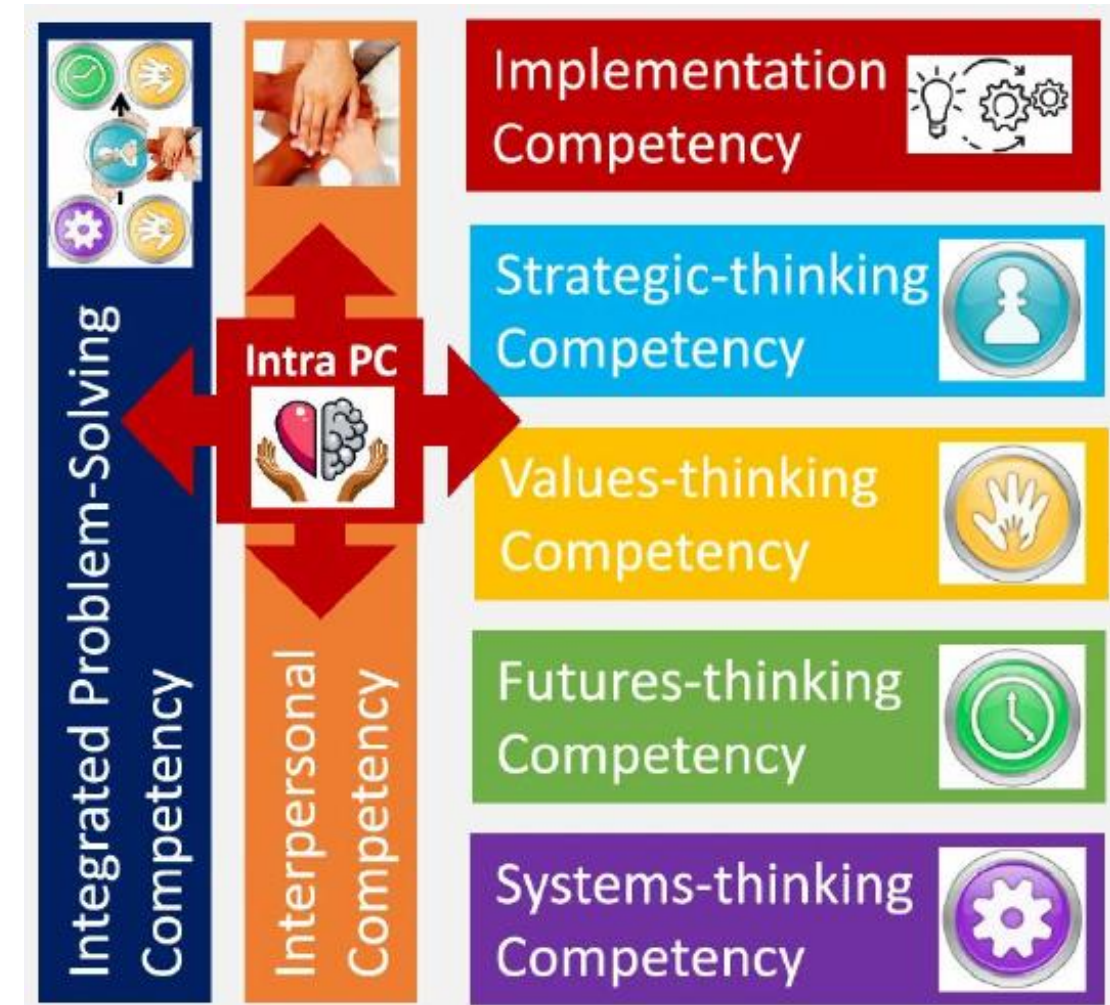 Integrated Problem-Solving
Competency
Interpersonal
Competency
Intra PC
Implementation
Competency
Strategic-thinking
Competency
Values-thinking
Competency
Futures-thinking
Competency
Systems-thinking
Competency